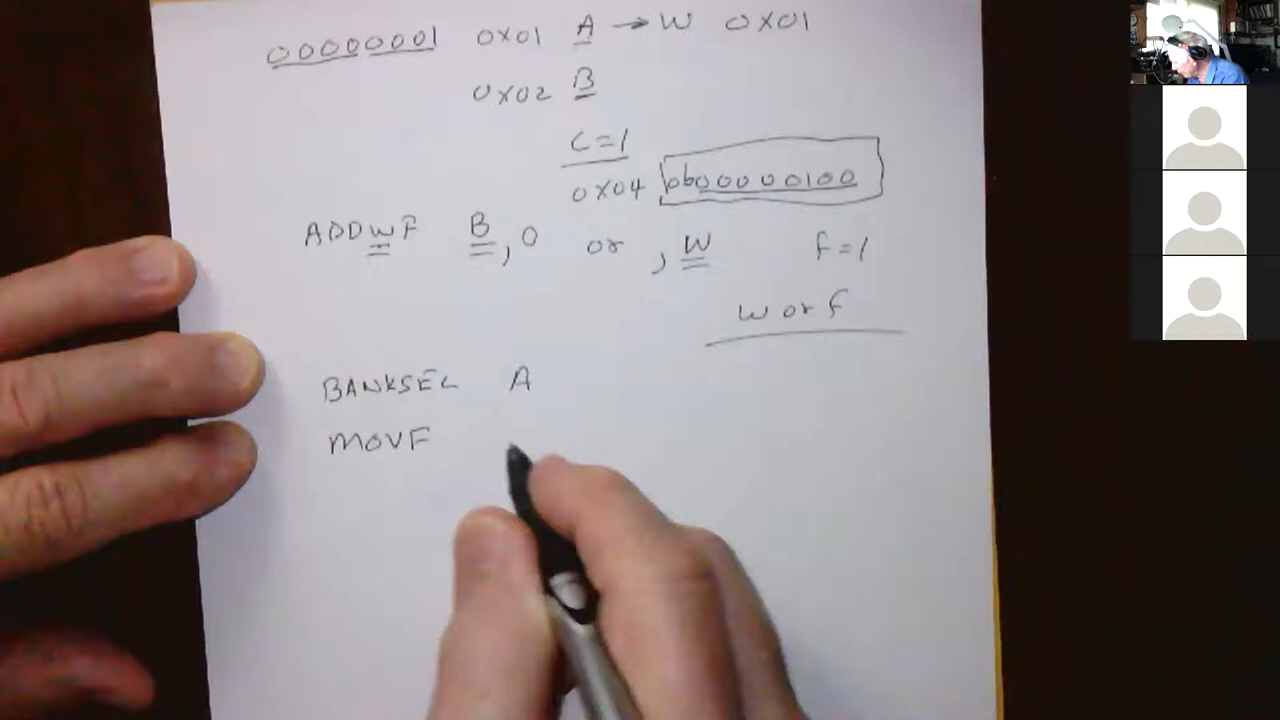 00000001 0x01 A → W 0x01
0x02 B
C=1
0x04 0b00000100
ADDWF B, 0 or , W f=1
W or f
BANKSEL A
MOVF